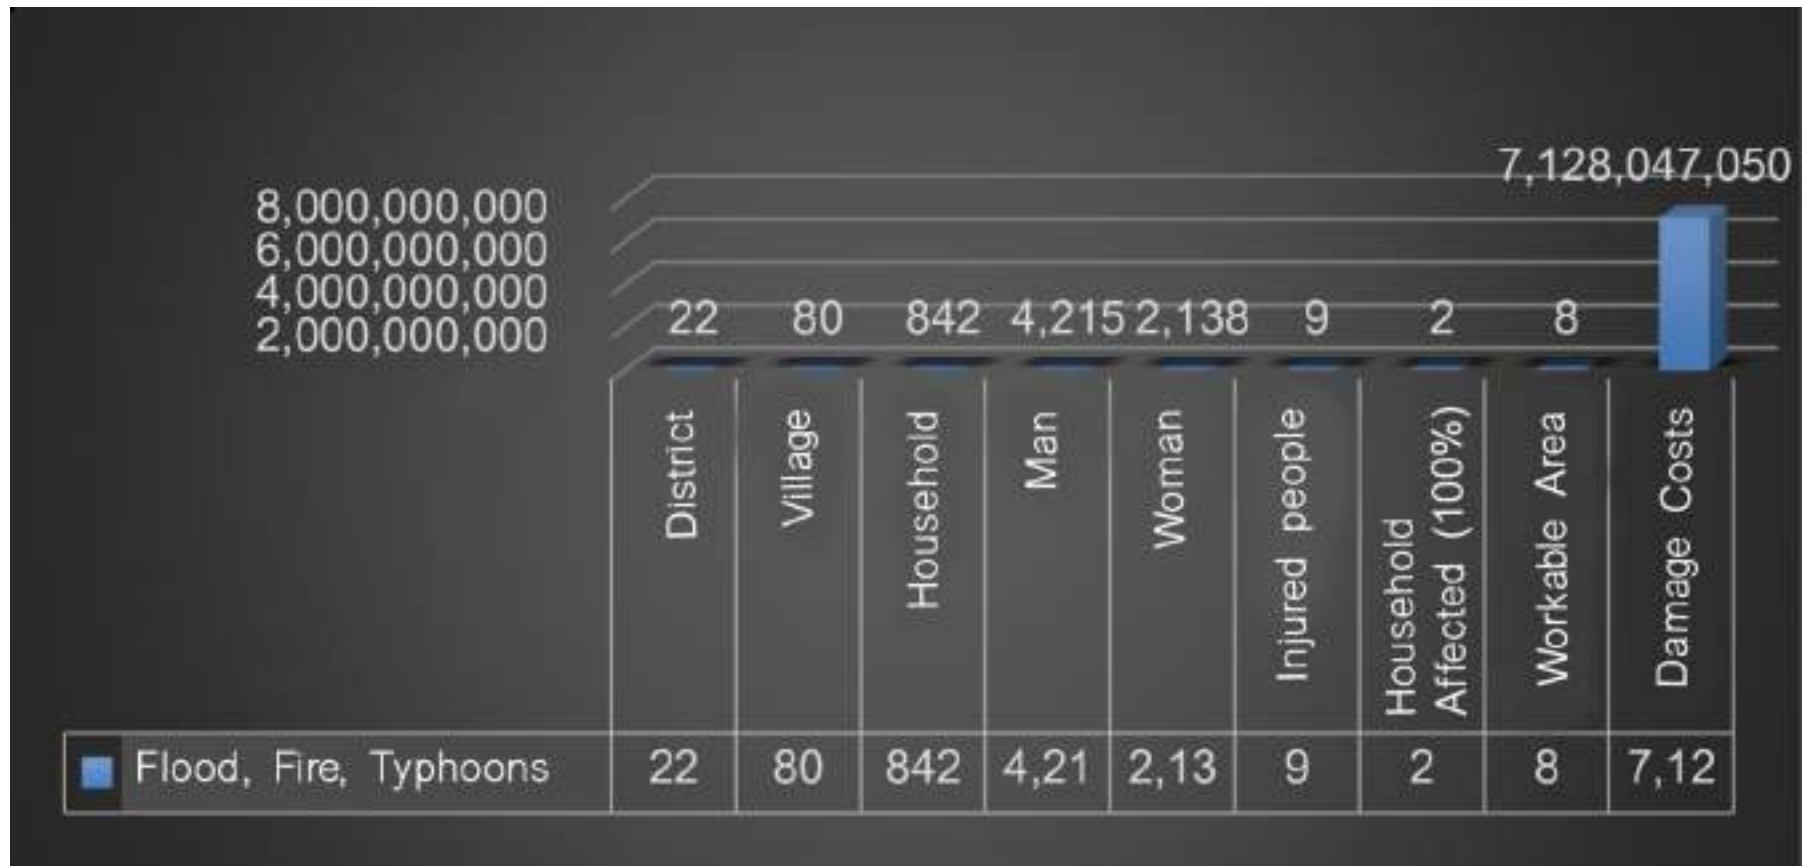 7,128,047,050
8,000,000,000
6,000,000,000
4,000,000,000
2,000,000,000
22 80 842 4,215 2,138 9 2 8
District
Village
Household
Man
Woman
Injured people
Household
Affected (100%)
Workable Area
Damage Costs
Flood, Fire, Typhoons 22 80 842 4,21 2,13 9 2 8 7,12